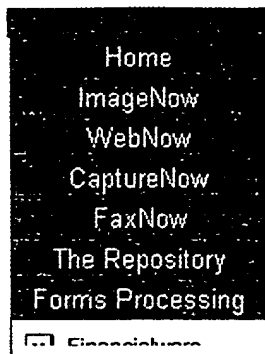 Home
ImageNow
WebNow
CaptureNow
FaxNow
The Repository
Forms Processing